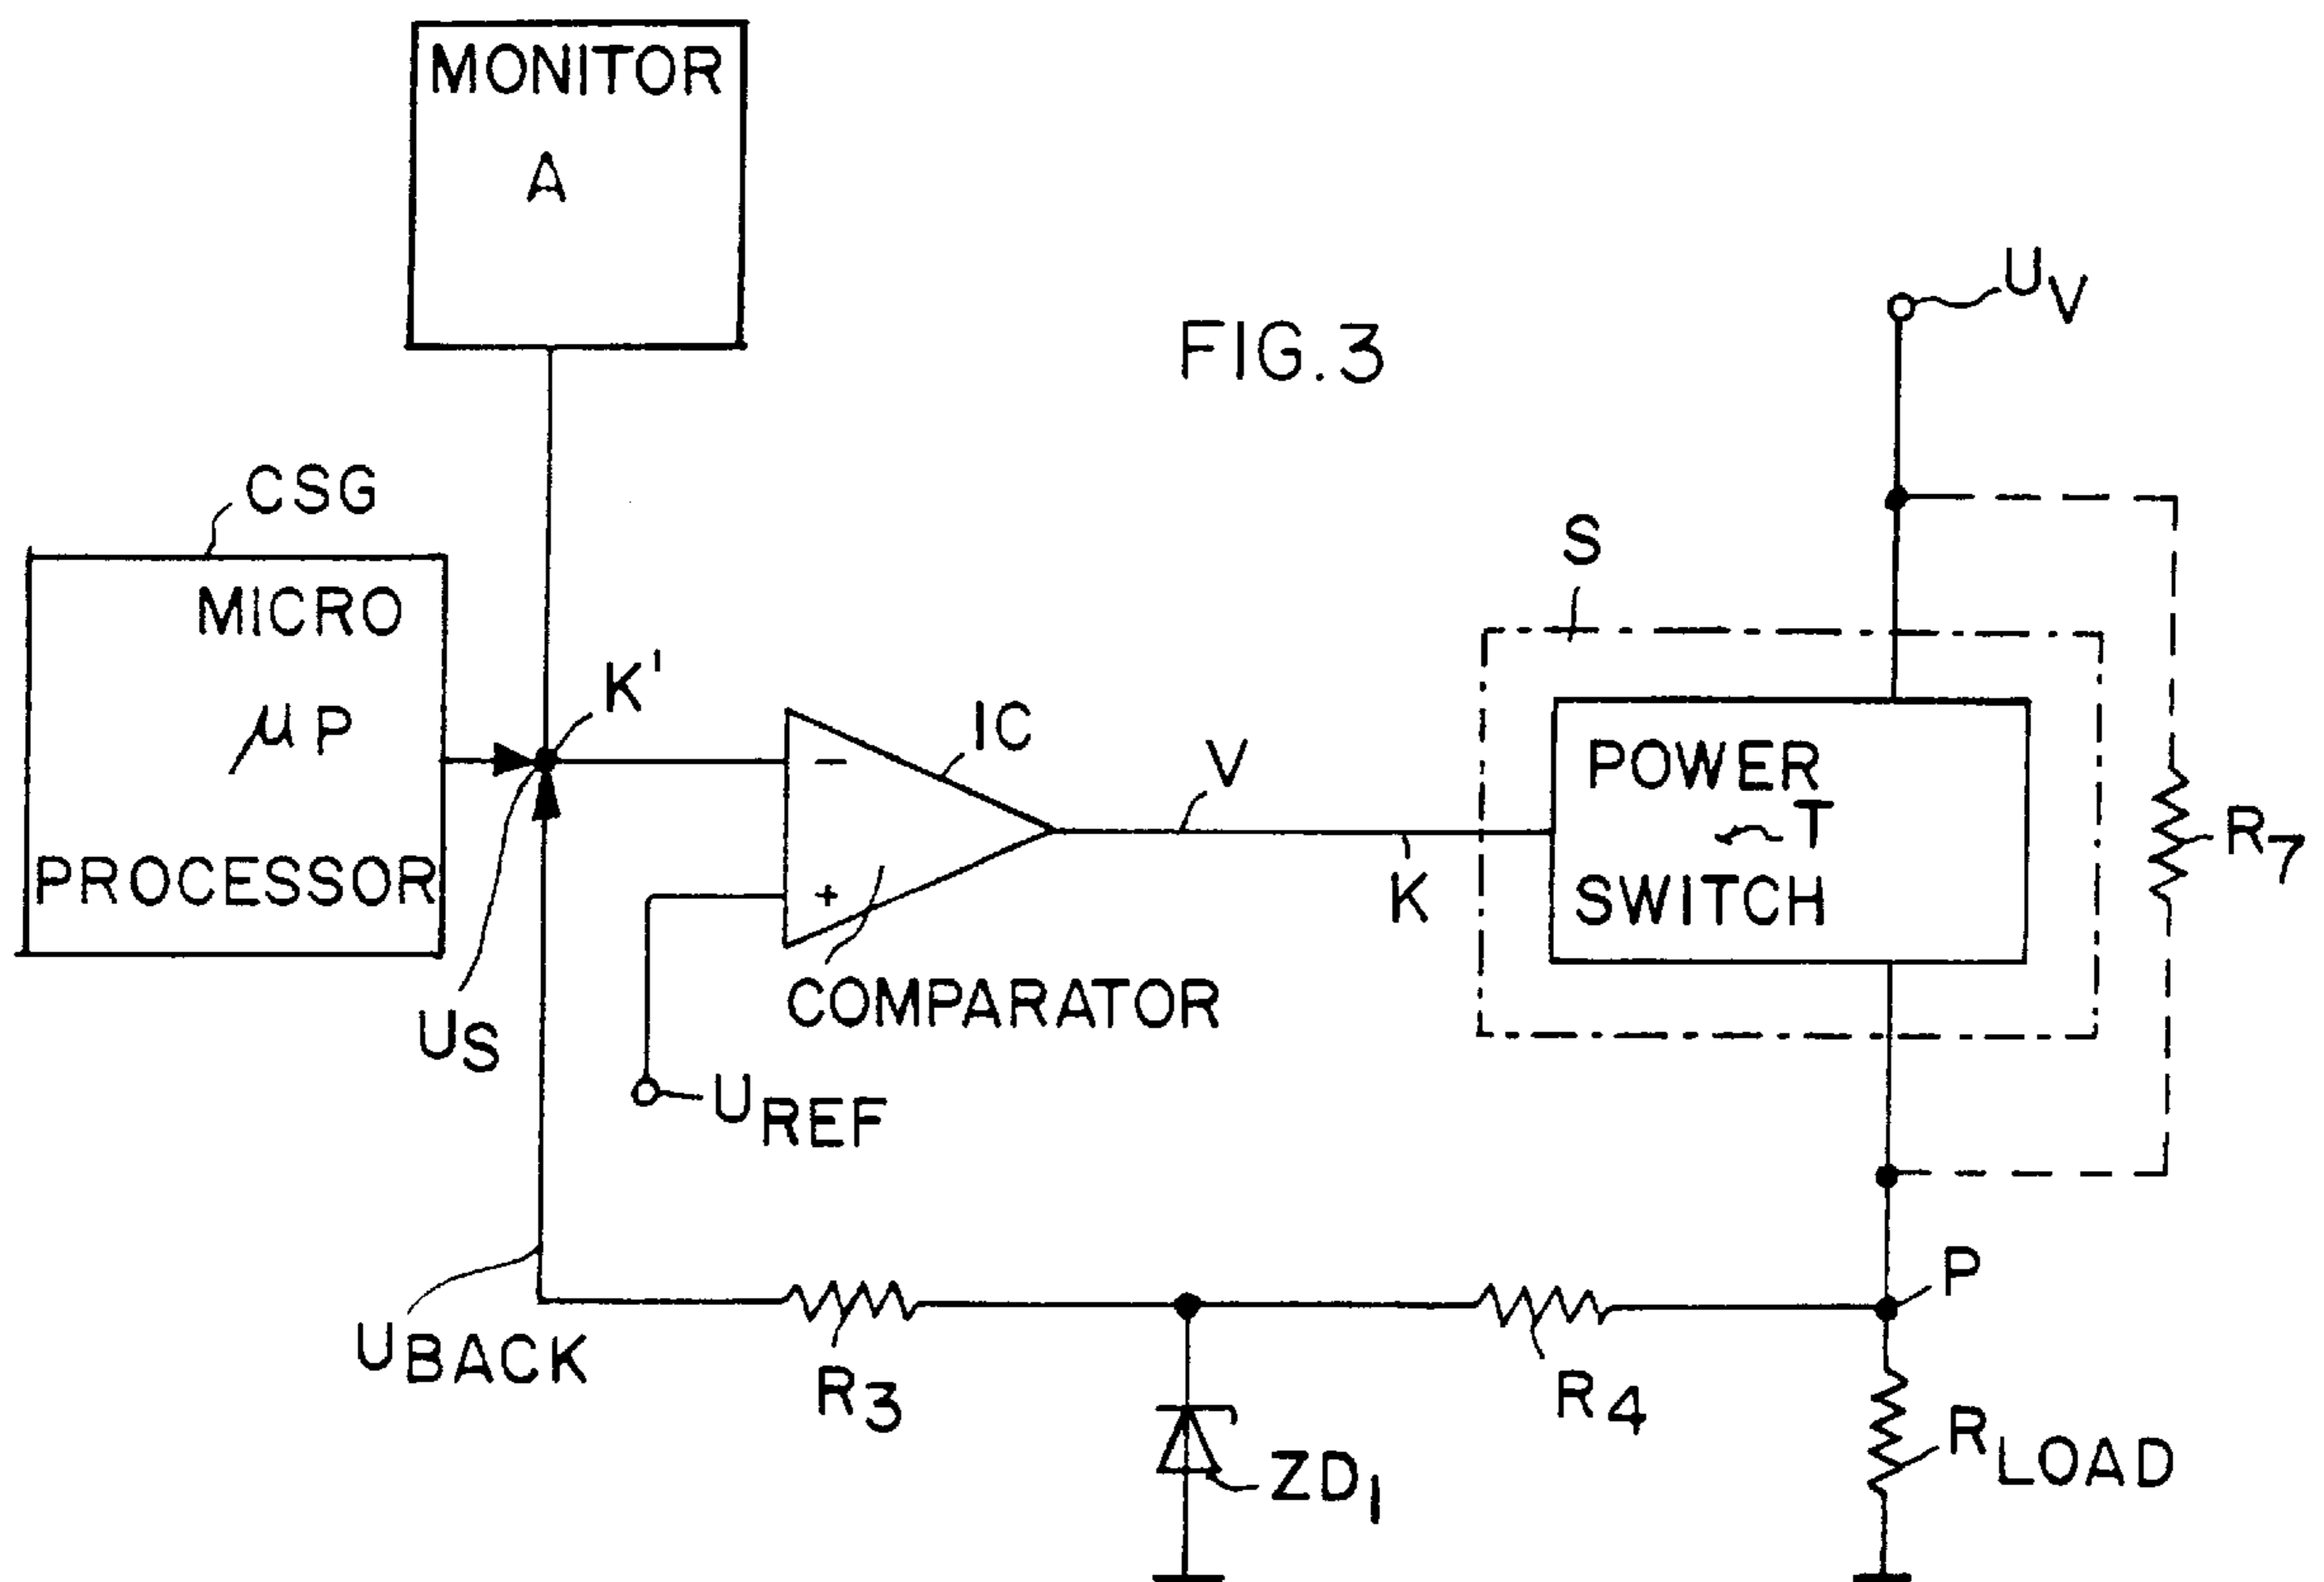 MONITOR
A
FIG.3
UV
CSG
S
MICRO
μP
PROCESSOR
K'
IC
V
K
POWER
T
SWITCH
R7
US
−
+
COMPARATOR
UREF
P
UBACK
R3
R4
ZD1
RLOAD